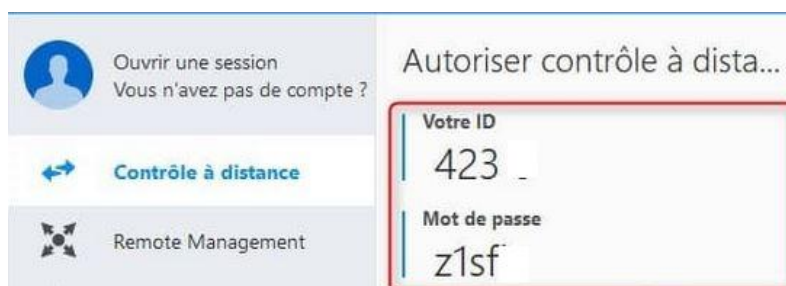 Ouvrir une session
Vous n'avez pas de compte ?
Contrôle à distance
Remote Management
Autoriser contrôle à dista...
Votre ID
423
Mot de passe
z1sf